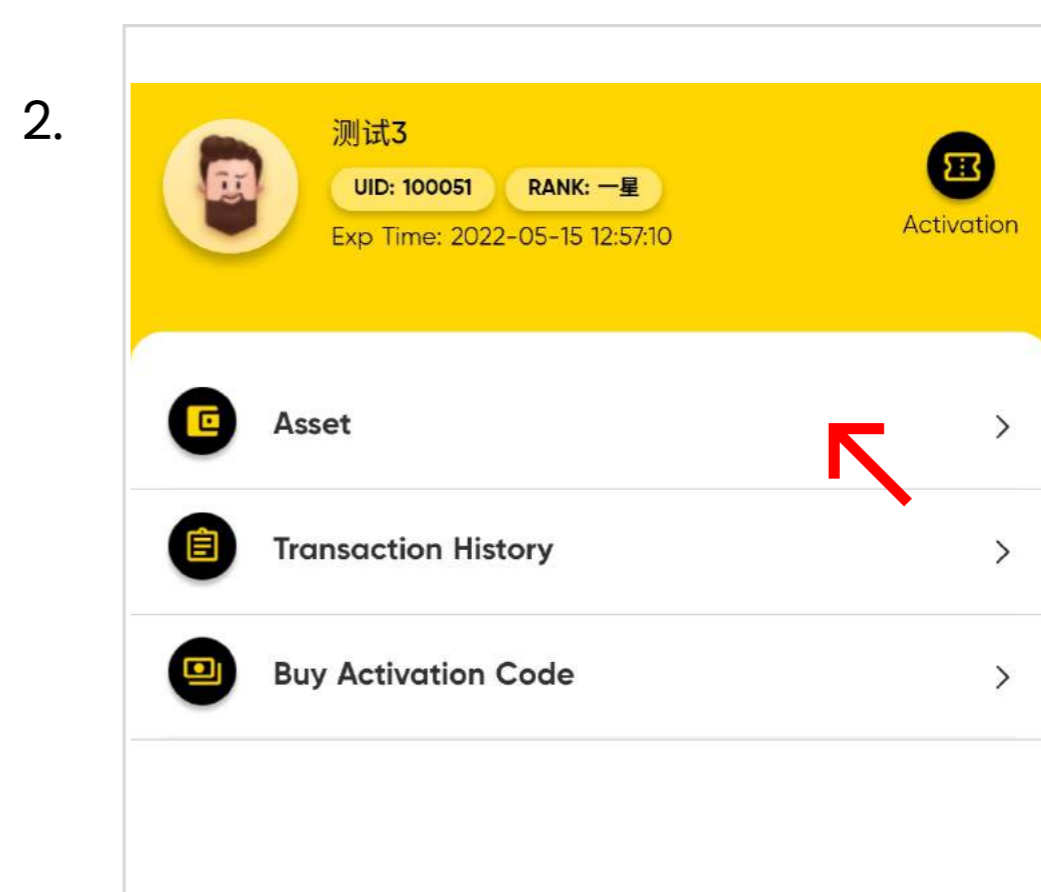 2.
测试3
UID: 100051 RANK: 一星
Exp Time: 2022-05-15 12:57:10
Activation
Asset
Transaction History
Buy Activation Code